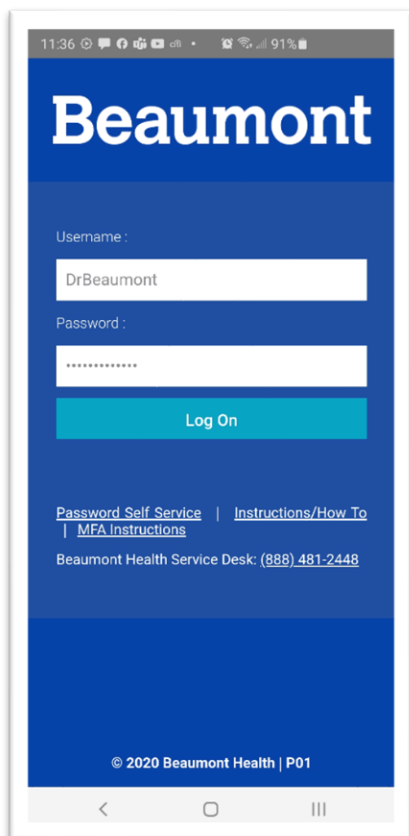 11:36 91%
Beaumont
Username :
DrBeaumont
Password :
•••••••••••••
Log On
Password Self Service | Instructions/How To
| MFA Instructions
Beaumont Health Service Desk: (888) 481-2448
© 2020 Beaumont Health | P01